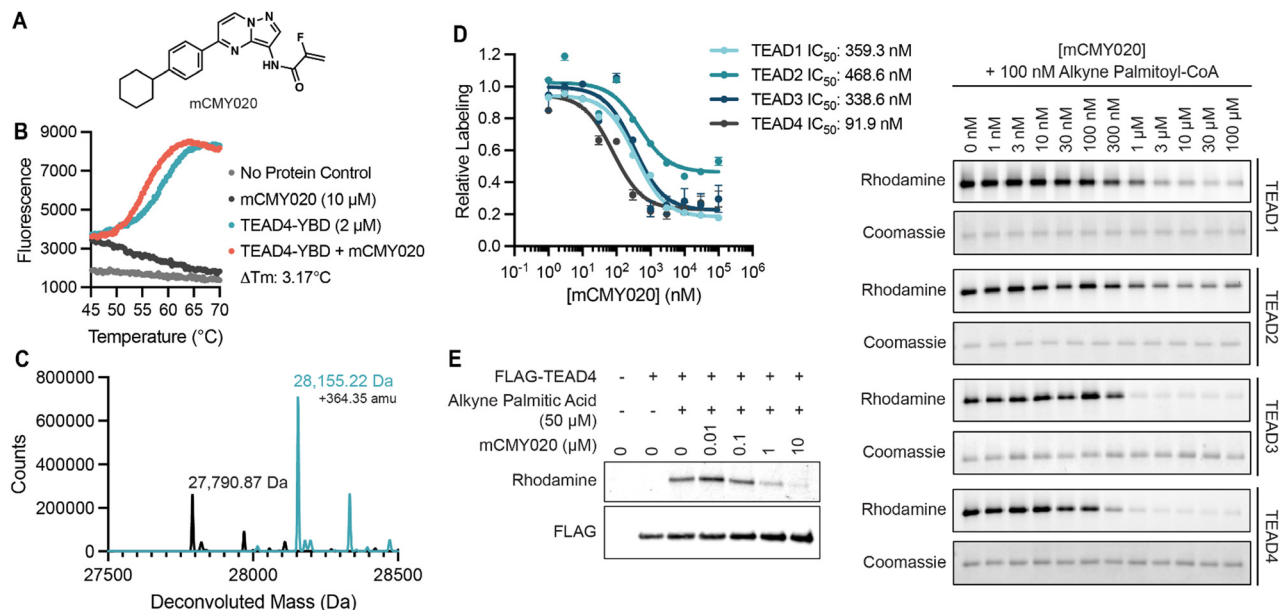 A
N
N
N
HN
F
O
mCMY020
B
9000
7000
5000
3000
1000
Fluorescence
45 50 55 60 65 70
Temperature (°C)
No Protein Control
mCMY020 (10 µM)
TEAD4-YBD (2 µM)
TEAD4-YBD + mCMY020
ΔTm: 3.17°C
C
800000
600000
400000
200000
0
Counts
28,155.22 Da
+364.35 amu
27,790.87 Da
27500 28000 28500
Deconvoluted Mass (Da)
D
1.2
1.0
0.8
0.6
0.4
0.2
0.0
Relative Labeling
10⁻¹ 10⁰ 10¹ 10² 10³ 10⁴ 10⁵ 10⁶
[mCMY020] (nM)
TEAD1 IC₅₀: 359.3 nM
TEAD2 IC₅₀: 468.6 nM
TEAD3 IC₅₀: 338.6 nM
TEAD4 IC₅₀: 91.9 nM
[mCMY020]
+ 100 nM Alkyne Palmitoyl-CoA
0 nM
1 nM
3 nM
10 nM
30 nM
100 nM
300 nM
1 µM
3 µM
10 µM
30 µM
100 µM
Rhodamine
Coomassie
TEAD1
Rhodamine
Coomassie
TEAD2
Rhodamine
Coomassie
TEAD3
Rhodamine
Coomassie
TEAD4
E
FLAG-TEAD4 - + + + + + +
Alkyne Palmitic Acid
(50 µM) - - + + + + +
mCMY020 (µM) 0 0 0 0.01 0.1 1 10
Rhodamine
FLAG